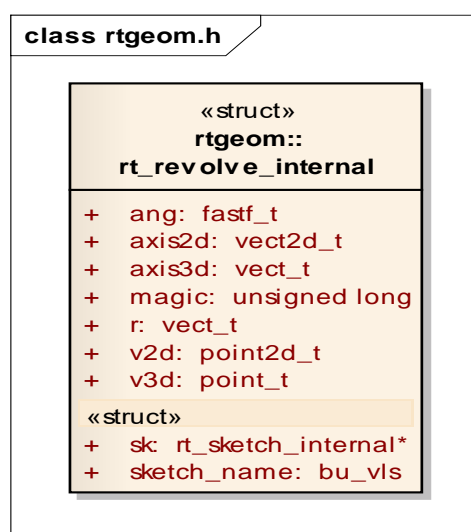 class rtgeom.h
«struct»
rtgeom::
rt_revolve_internal
+ ang: fastf_t
+ axis2d: vect2d_t
+ axis3d: vect_t
+ magic: unsigned long
+ r: vect_t
+ v2d: point2d_t
+ v3d: point_t
«struct»
+ sk: rt_sketch_internal*
+ sketch_name: bu_vls